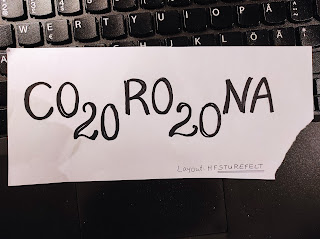 W E R T Y U I O P Å
H J K L Ö Ä
CO20RO20NA
Layout: HFSTUREFELT